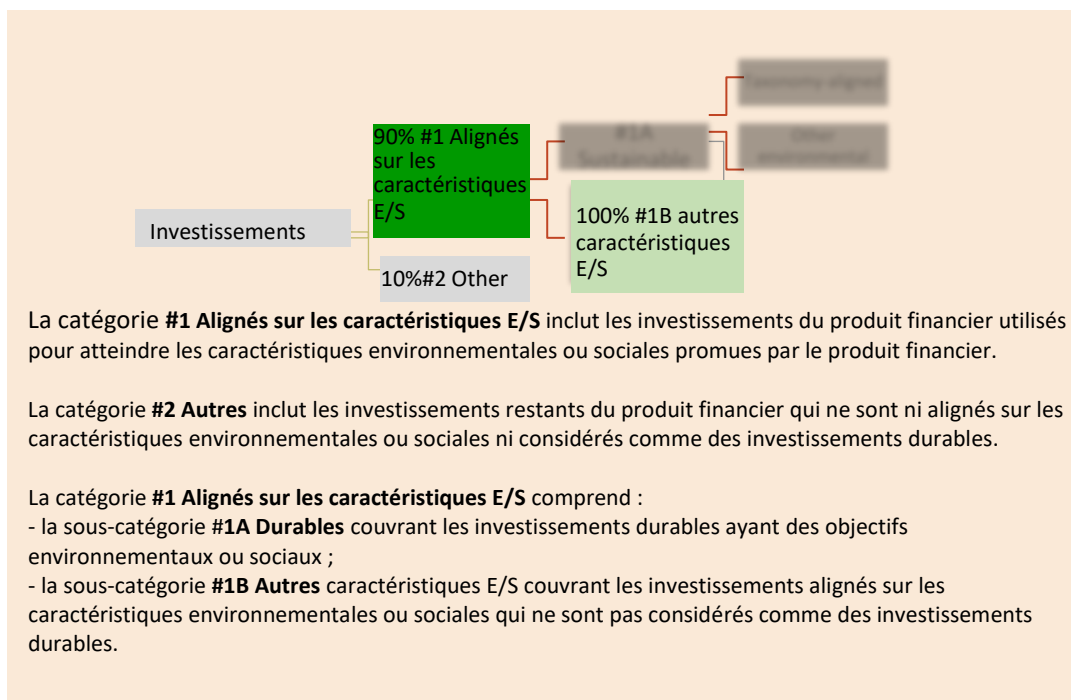 Taxonomy-aligned
90% #1 Alignés
sur les
caractéristiques
E/S
#1A
Sustainable
Other
environmental
Investissements
100% #1B autres
caractéristiques
E/S
10%#2 Other
La catégorie #1 Alignés sur les caractéristiques E/S inclut les investissements du produit financier utilisés
pour atteindre les caractéristiques environnementales ou sociales promues par le produit financier.
La catégorie #2 Autres inclut les investissements restants du produit financier qui ne sont ni alignés sur les
caractéristiques environnementales ou sociales ni considérés comme des investissements durables.
La catégorie #1 Alignés sur les caractéristiques E/S comprend :
- la sous-catégorie #1A Durables couvrant les investissements durables ayant des objectifs
environnementaux ou sociaux ;
- la sous-catégorie #1B Autres caractéristiques E/S couvrant les investissements alignés sur les
caractéristiques environnementales ou sociales qui ne sont pas considérés comme des investissements
durables.